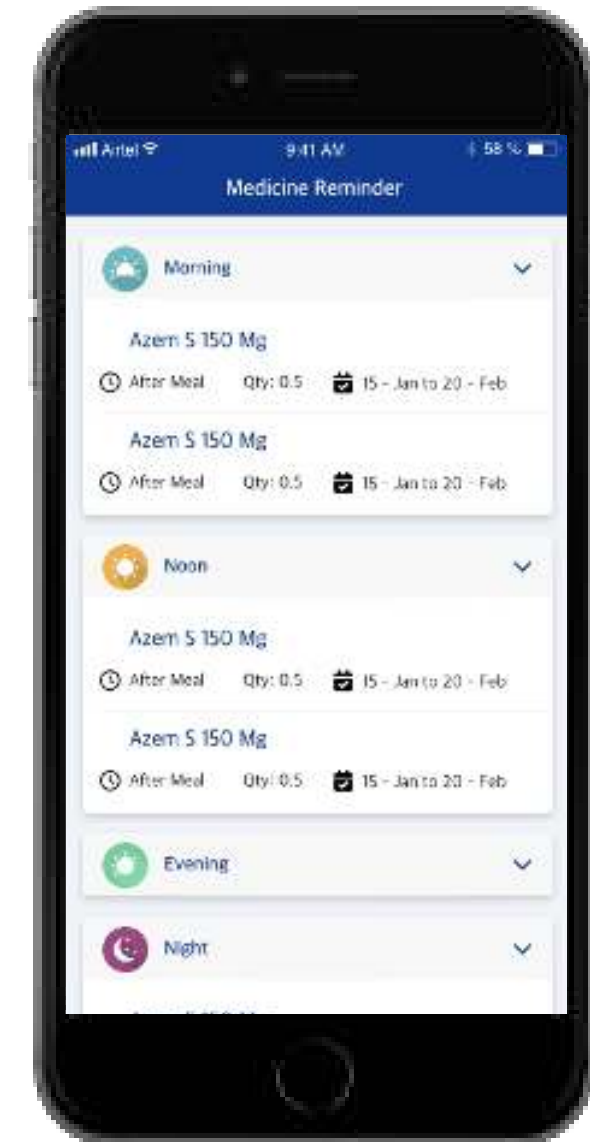 Airtel 9:41 AM 58 %
Medicine Reminder
Morning
Azem S 150 Mg
After Meal Qty: 0.5 15 - Jan to 20 - Feb
Azem S 150 Mg
After Meal Qty: 0.5 15 - Jan to 20 - Feb
Noon
Azem S 150 Mg
After Meal Qty: 0.5 15 - Jan to 20 - Feb
Azem S 150 Mg
After Meal Qty: 0.5 15 - Jan to 20 - Feb
Evening
Night